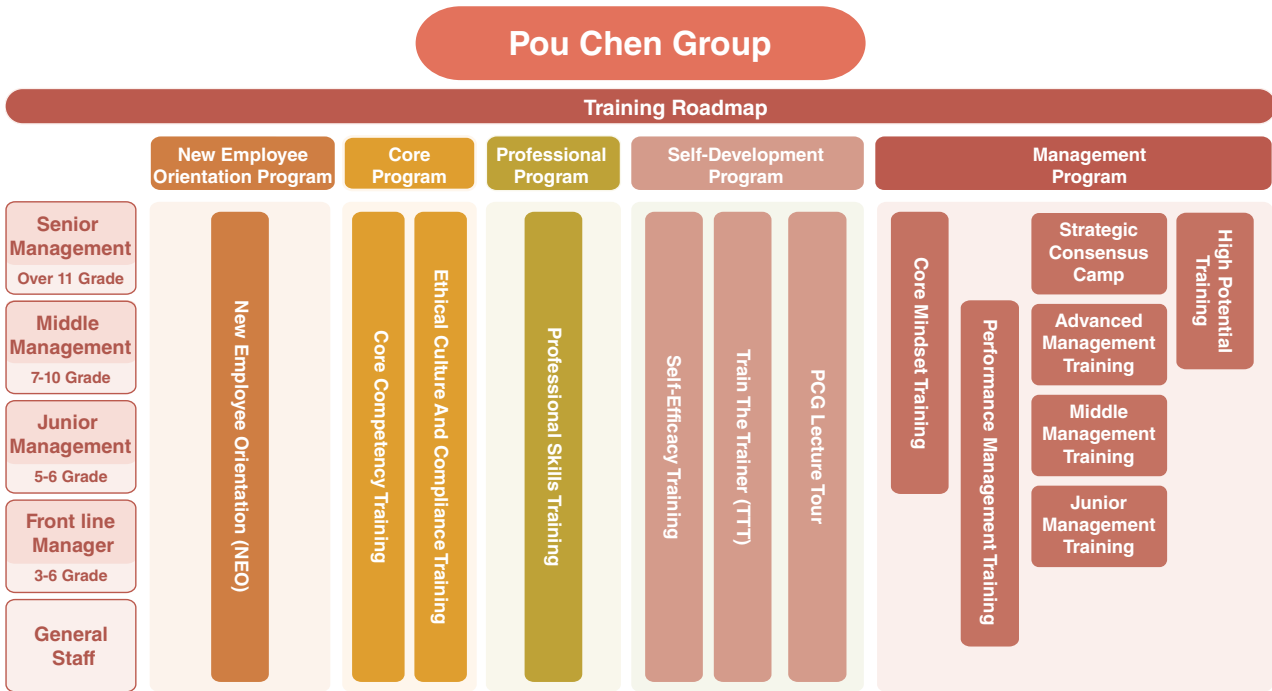 Pou Chen Group
Training Roadmap
New Employee
Orientation Program
Core
Program
Professional
Program
Self-Development
Program
Management
Program
Senior
Management
Over 11 Grade
Middle
Management
7-10 Grade
Junior
Management
5-6 Grade
Front line
Manager
3-6 Grade
General
Staff
New Employee Orientation (NEO)
Core Competency Training
Ethical Culture And Compliance Training
Professional Skills Training
Self-Efficacy Training
Train The Trainer (TTT)
PCG Lecture Tour
Core Mindset Training
Performance Management Training
Strategic
Consensus
Camp
Advanced
Management
Training
Middle
Management
Training
Junior
Management
Training
High Potential
Training